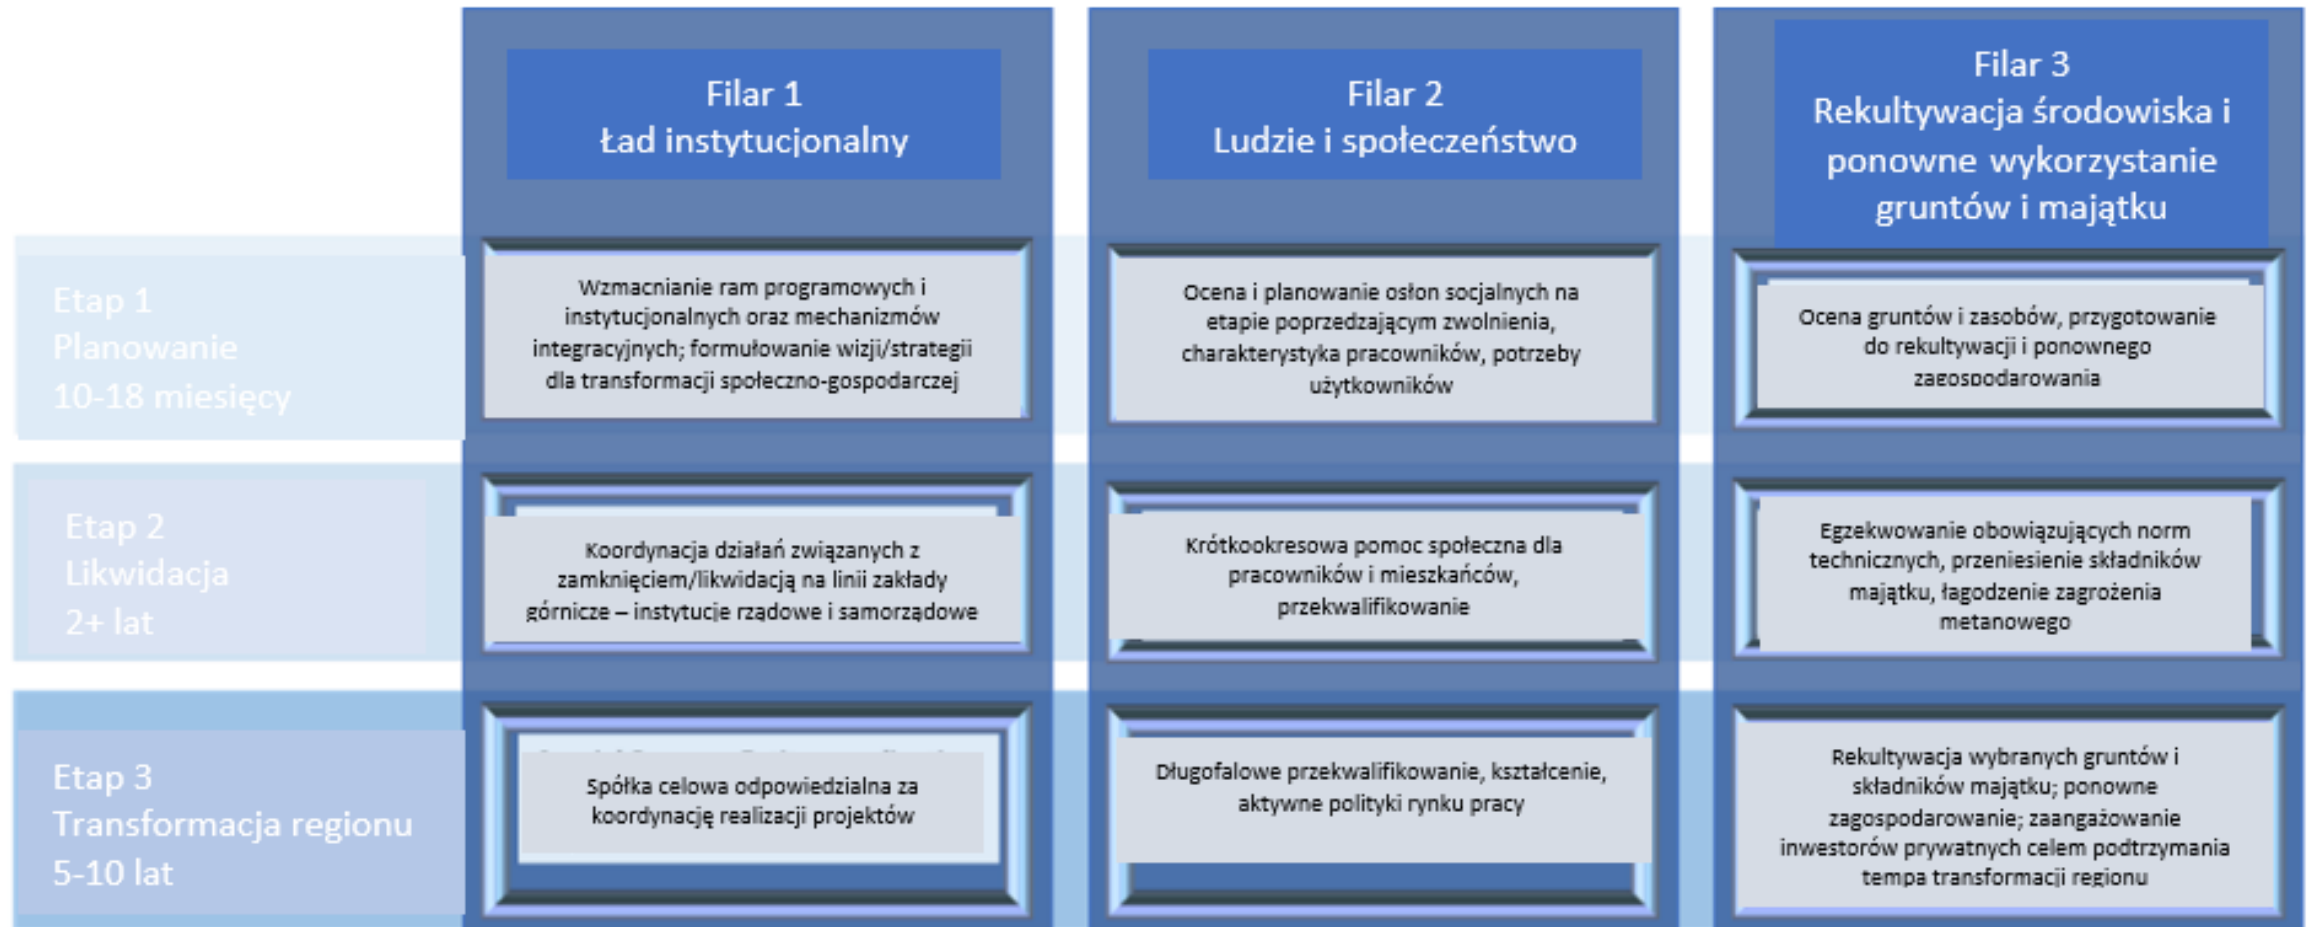 Filar 1
Ład instytucjonalny
Filar 2
Ludzie i społeczeństwo
Filar 3
Rekultywacja środowiska i
ponowne wykorzystanie
gruntów i majątku
Etap 1
Planowanie
10-18 miesięcy
Wzmacnianie ram programowych i
instytucjonalnych oraz mechanizmów
integracyjnych; formułowanie wizji/strategii
dla transformacji społeczno-gospodarczej
Ocena i planowanie osłon socjalnych na
etapie poprzedzającym zwolnienia,
charakterystyka pracowników, potrzeby
użytkowników
Ocena gruntów i zasobów, przygotowanie
do rekultywacji i ponownego
zagospodarowania
Etap 2
Likwidacja
2+ lat
Koordynacja działań związanych z
zamknięciem/likwidacją na linii zakłady
górnicze – instytucje rządowe i samorządowe
Krótkookresowa pomoc społeczna dla
pracowników i mieszkańców,
przekwalifikowanie
Egzekwowanie obowiązujących norm
technicznych, przeniesienie składników
majątku, łagodzenie zagrożenia
metanowego
Etap 3
Transformacja regionu
5-10 lat
Spółka celowa odpowiedzialna za
koordynację realizacji projektów
Długofalowe przekwalifikowanie, kształcenie,
aktywne polityki rynku pracy
Rekultywacja wybranych gruntów i
składników majątku; ponowne
zagospodarowanie; zaangażowanie
inwestorów prywatnych celem podtrzymania
tempa transformacji regionu